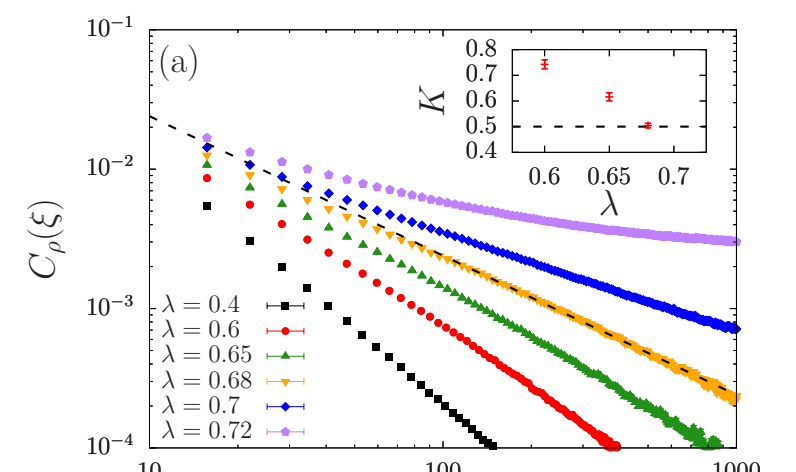 10⁻¹
(a)
0.8
0.7
0.6
0.5
0.4
K
0.6
0.65
0.7
λ
10⁻²
C_ρ(ξ)
10⁻³
λ = 0.4
λ = 0.6
λ = 0.65
λ = 0.68
λ = 0.7
λ = 0.72
10⁻⁴
10
100
1000